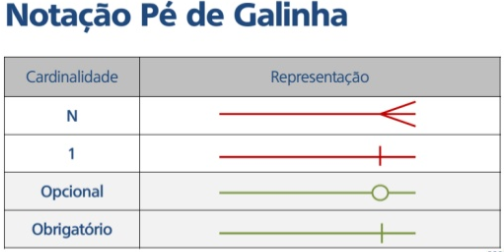 Notação Pé de Galinha
Cardinalidade Representação
N
1
Opcional
Obrigatório